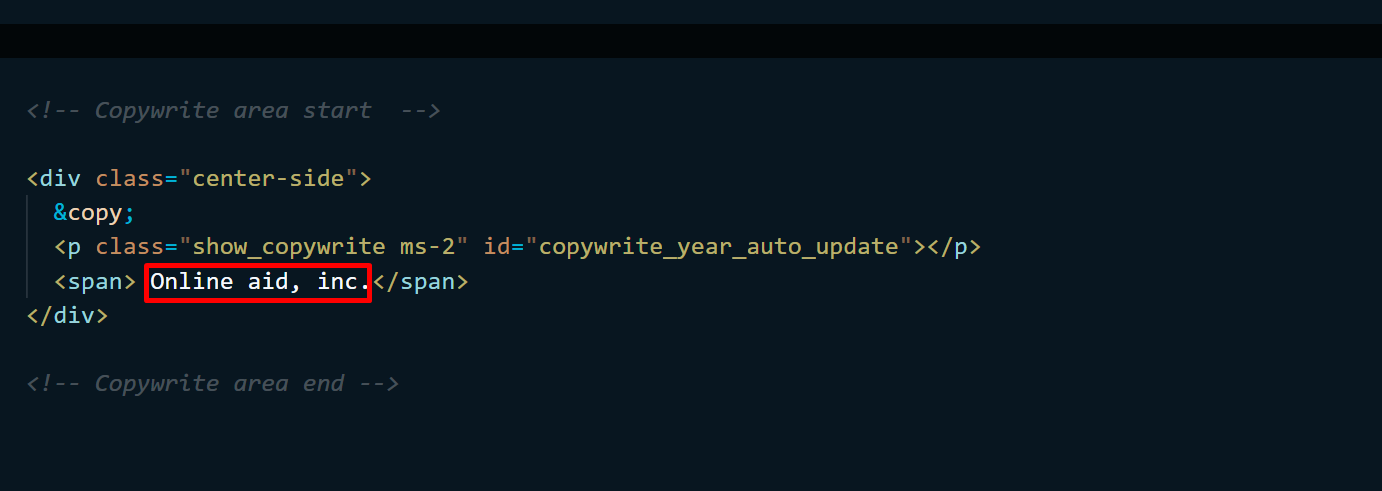 <!-- Copywrite area start  -->
<div class="center-side">
&copy;
<p class="show_copywrite ms-2" id="copywrite_year_auto_update"></p>
<span> Online aid, inc.</span>
</div>
<!-- Copywrite area end -->